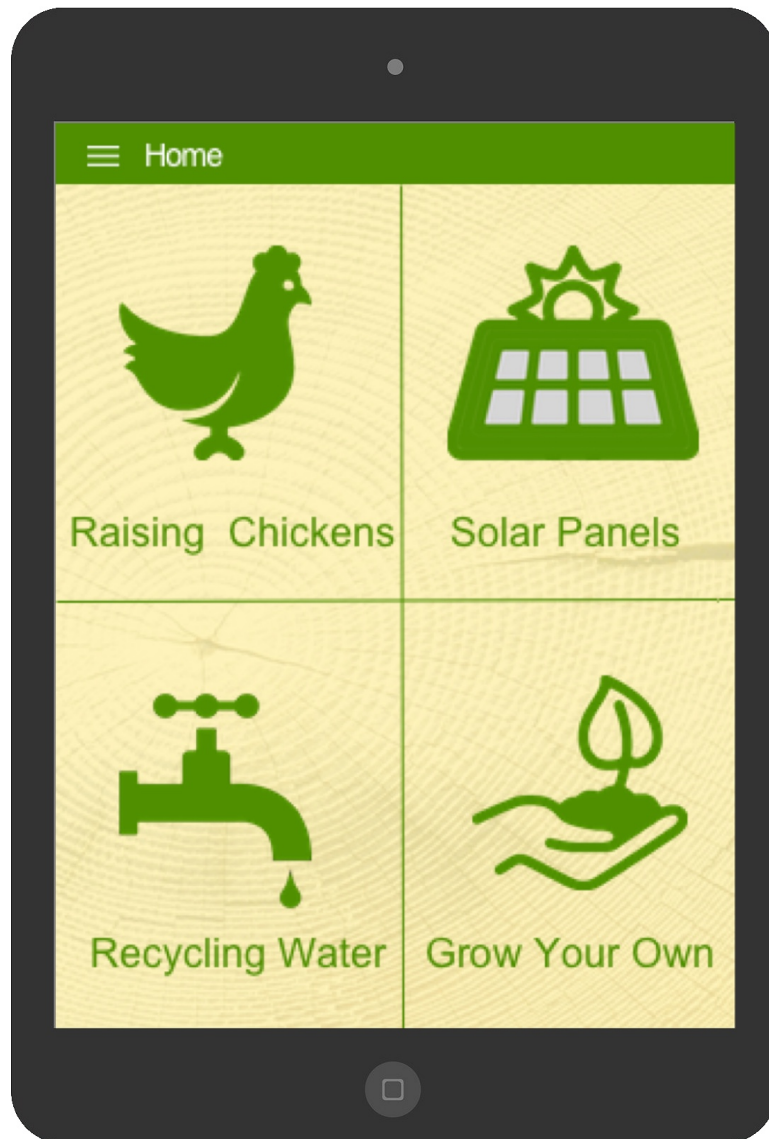 Home
Raising  Chickens
Solar Panels
Recycling Water
Grow Your Own